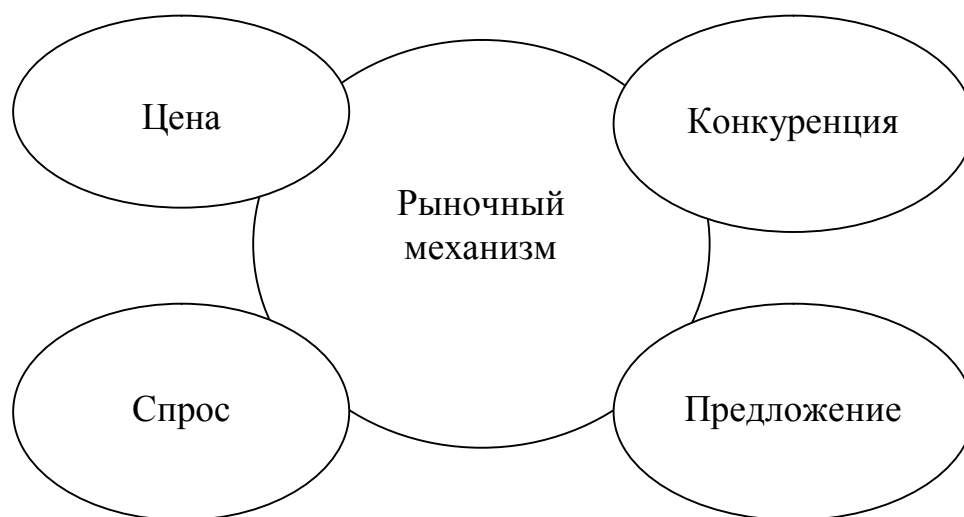 Цена
Конкуренция
Рыночный
механизм
Спрос
Предложение